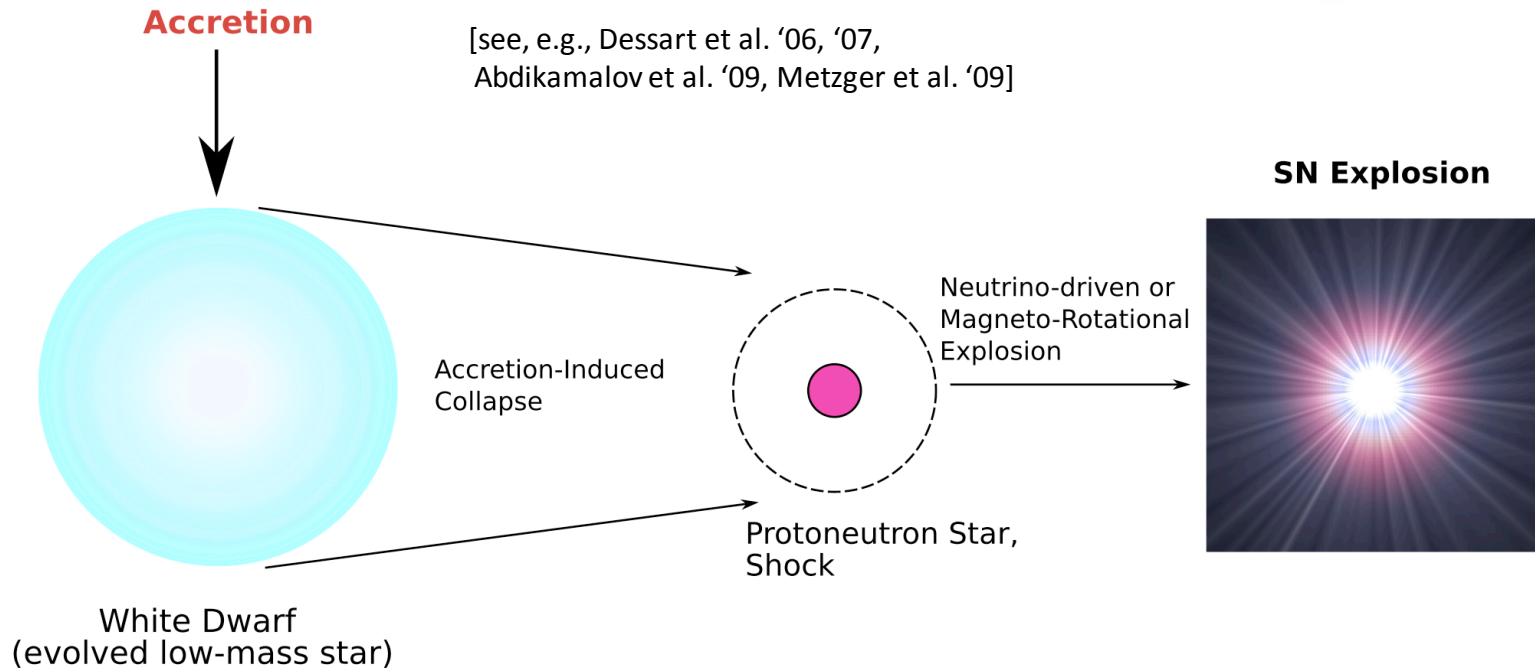 Accretion
[see, e.g., Dessart et al. ‘06, ‘07,
Abdikamalov et al. ‘09, Metzger et al. ‘09]
SN Explosion
Neutrino-driven or
Magneto-Rotational
Explosion
Accretion-Induced
Collapse
Protoneutron Star,
Shock
White Dwarf
(evolved low-mass star)